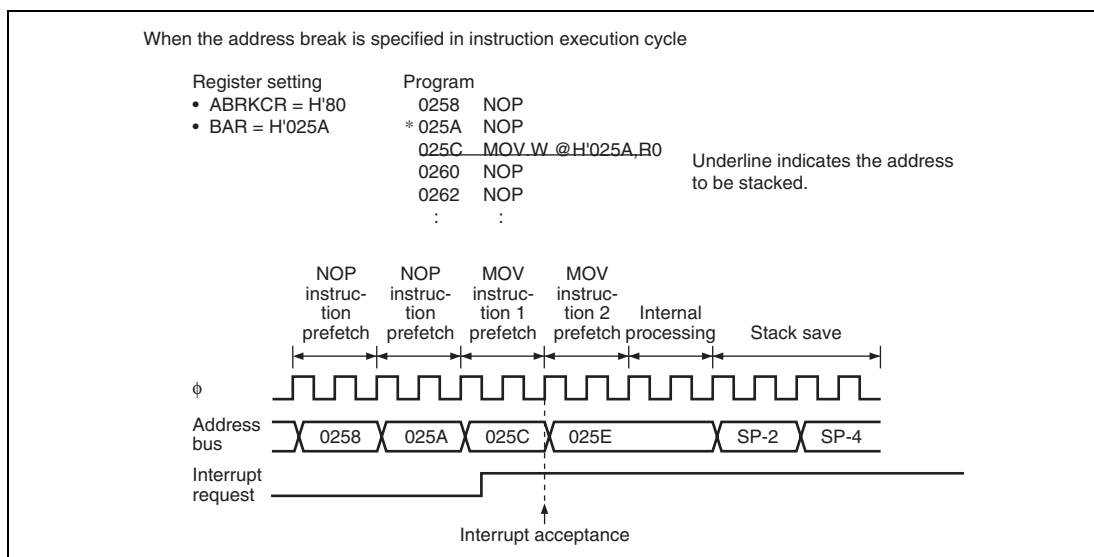 When the address break is specified in instruction execution cycle
Register setting
• ABRKCR = H'80
• BAR = H'025A
Program
0258 NOP
* 025A NOP
025C MOV.W @H'025A,R0
0260 NOP
0262 NOP
: :
Underline indicates the address
to be stacked.
NOP
instruc-
tion
prefetch
NOP
instruc-
tion
prefetch
MOV
instruc-
tion 1
prefetch
MOV
instruc-
tion 2
prefetch
Internal
processing
Stack save
φ
Address
bus
0258 025A 025C 025E SP-2 SP-4
Interrupt
request
Interrupt acceptance